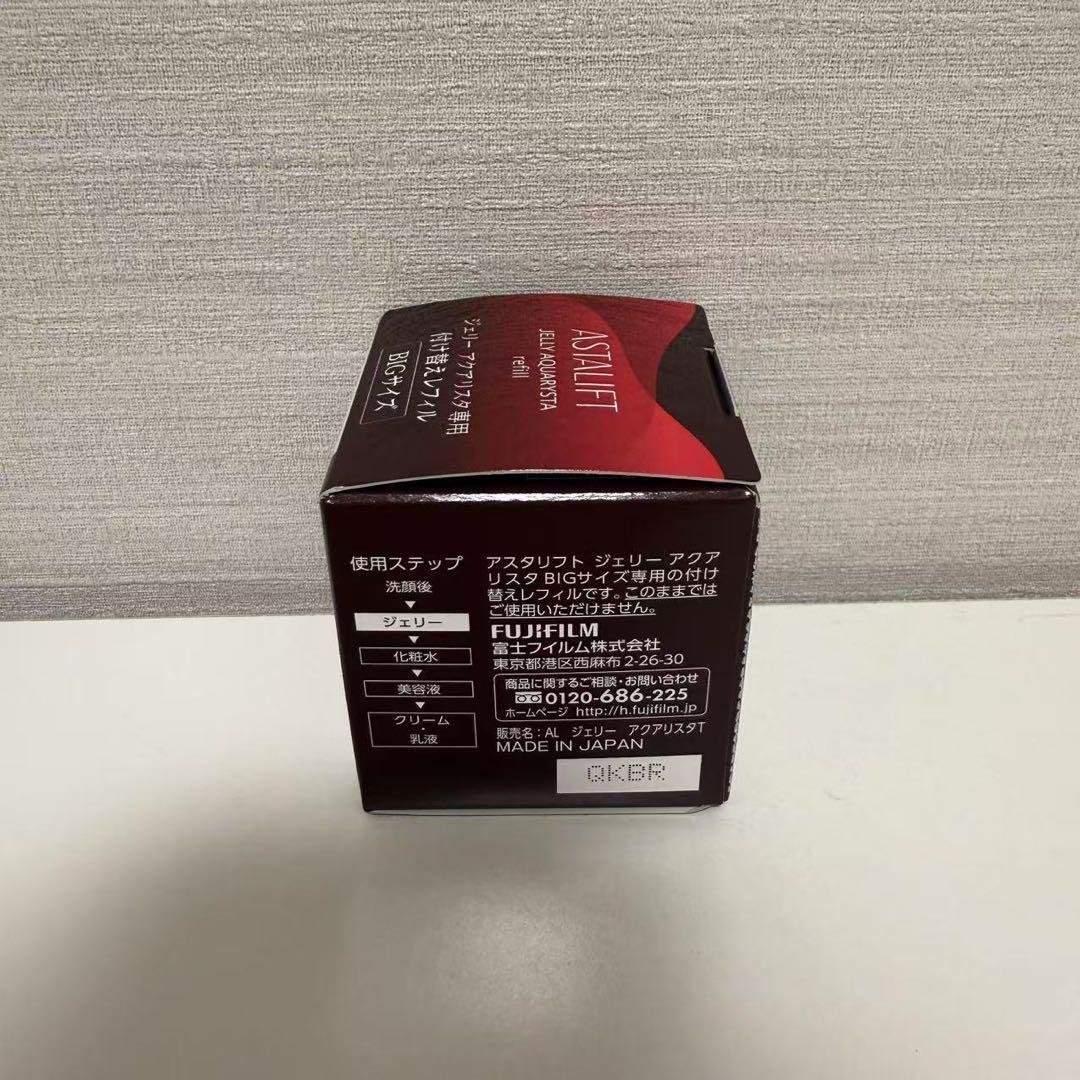 ASTALIFT
JELLY AQUARYSTA
refill
ジェリー アクアリスタ専用
付け替えレフィル
BIGサイズ
使用ステップ
洗顔後
ジェリー
化粧水
美容液
クリーム
・
乳液
アスタリフト ジェリー アクア
リスタ BIGサイズ専用の付け
替えレフィルです。このままでは
ご使用いただけません。
FUJIFILM
富士フイルム株式会社
東京都港区西麻布2-26-30
商品に関するご相談・お問い合わせ
0120-686-225
ホームページ http://h.fujifilm.jp
販売名：AL ジェリー アクアリスタT
MADE IN JAPAN
QKBR